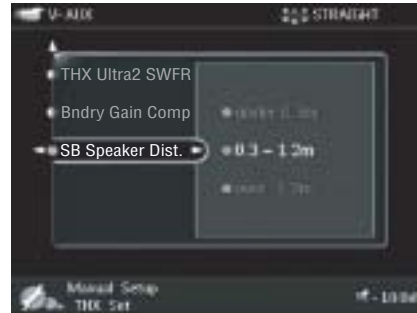 V-AUX
STRAIGHT
THX Ultra2 SWFR
Bndry Gain Comp
SB Speaker Dist.
0.3 – 1.2m
Manual Setup
THX Set